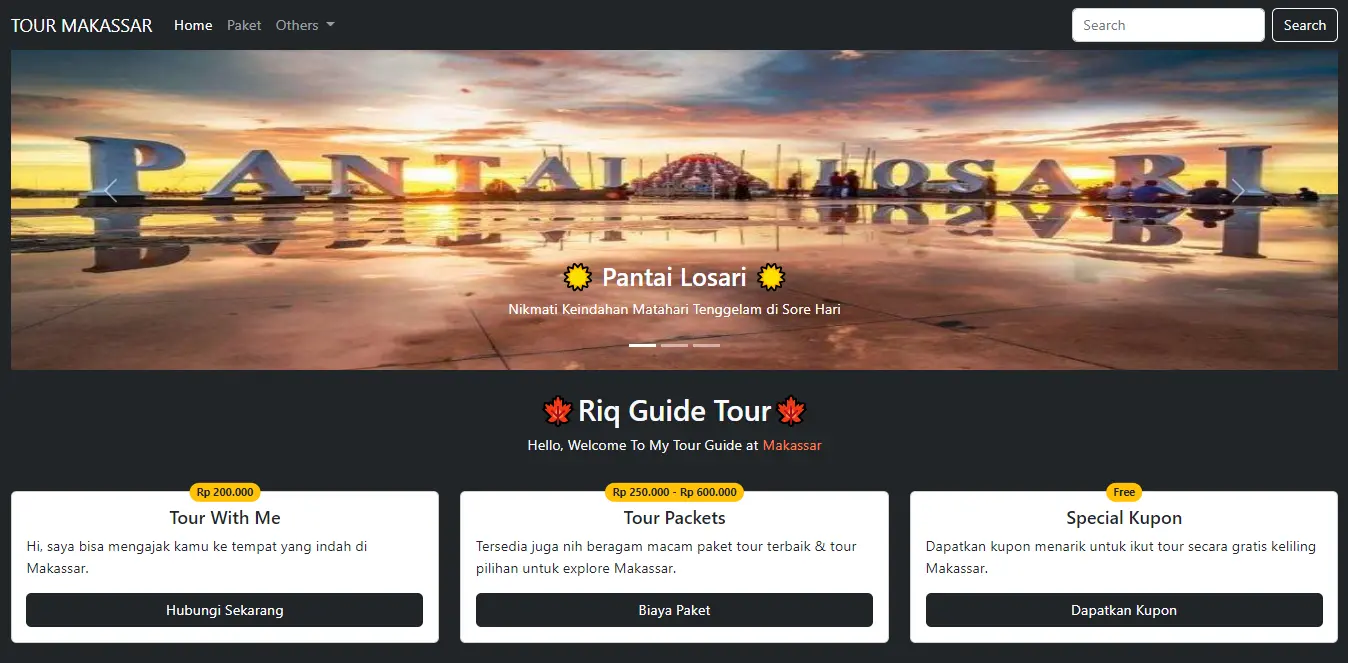 TOUR MAKASSAR Home Paket Others Search Search
PANTAI LOSARI
Pantai Losari
Nikmati Keindahan Matahari Tenggelam di Sore Hari
Riq Guide Tour
Hello, Welcome To My Tour Guide at Makassar
Rp 200.000
Tour With Me
Hi, saya bisa mengajak kamu ke tempat yang indah di
Makassar.
Hubungi Sekarang
Rp 250.000 - Rp 600.000
Tour Packets
Tersedia juga nih beragam macam paket tour terbaik & tour
pilihan untuk explore Makassar.
Biaya Paket
Free
Special Kupon
Dapatkan kupon menarik untuk ikut tour secara gratis keliling
Makassar.
Dapatkan Kupon